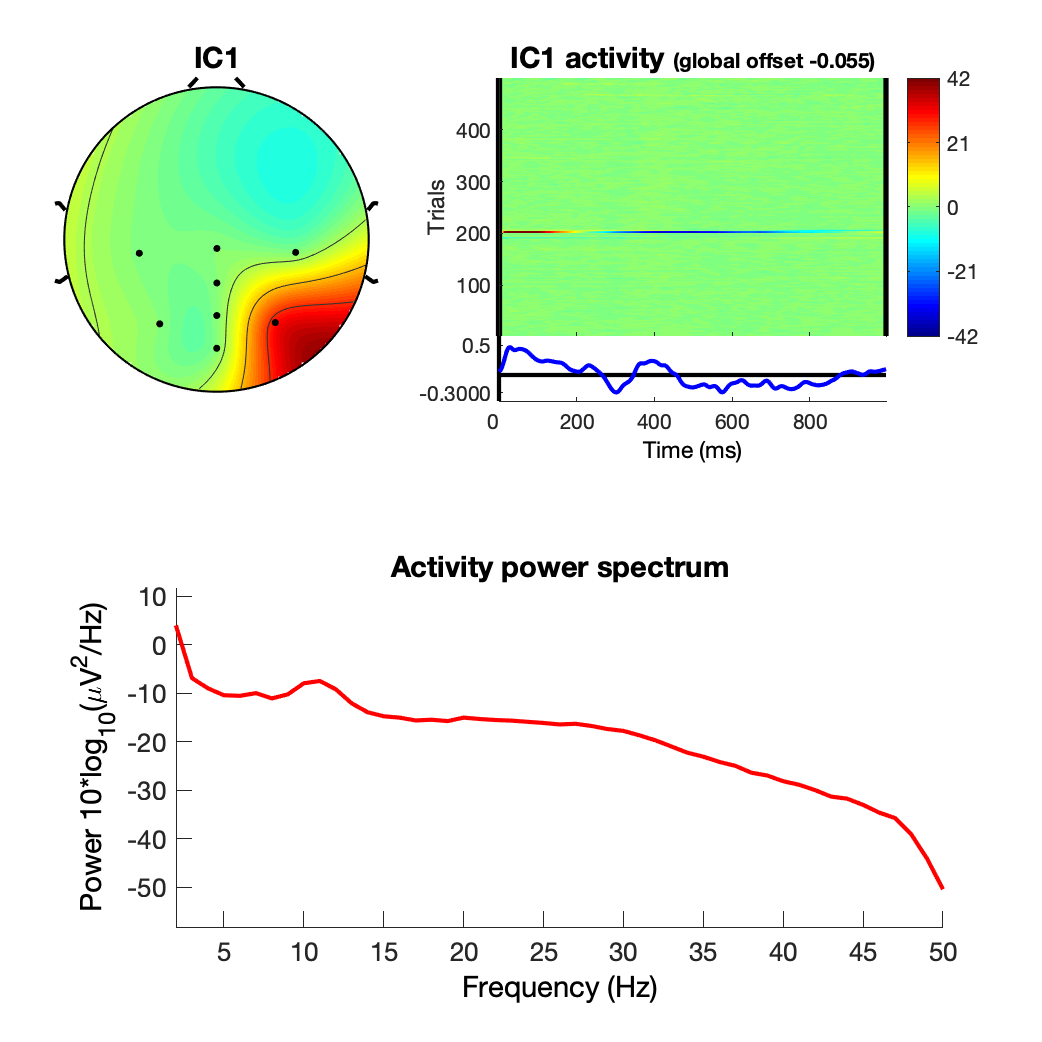 IC1
IC1 activity (global offset -0.055)
Trials
400
300
200
100
42
21
0
-21
-42
0.5
-0.3000
0 200 400 600 800
Time (ms)
Activity power spectrum
Power 10*log10(μV2/Hz)
10
0
-10
-20
-30
-40
-50
5 10 15 20 25 30 35 40 45 50
Frequency (Hz)